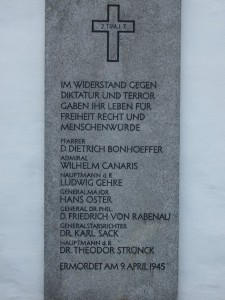 2.TIM.1.7.
IM WIDERSTAND GEGEN
DIKTATUR UND TERROR
GABEN IHR LEBEN FÜR
FREIHEIT RECHT UND
MENSCHENWÜRDE
PFARRER
D. DIETRICH BONHOEFFER
ADMIRAL
WILHELM CANARIS
HAUPTMANN d. R.
LUDWIG GEHRE
GENERALMAJOR
HANS OSTER
GENERAL DR. PHIL.
D. FRIEDRICH VON RABENAU
GENERALSTABSRICHTER
DR. KARL SACK
HAUPTMANN d.R.
DR. THEODOR STRÜNCK
ERMORDET AM 9. APRIL 1945